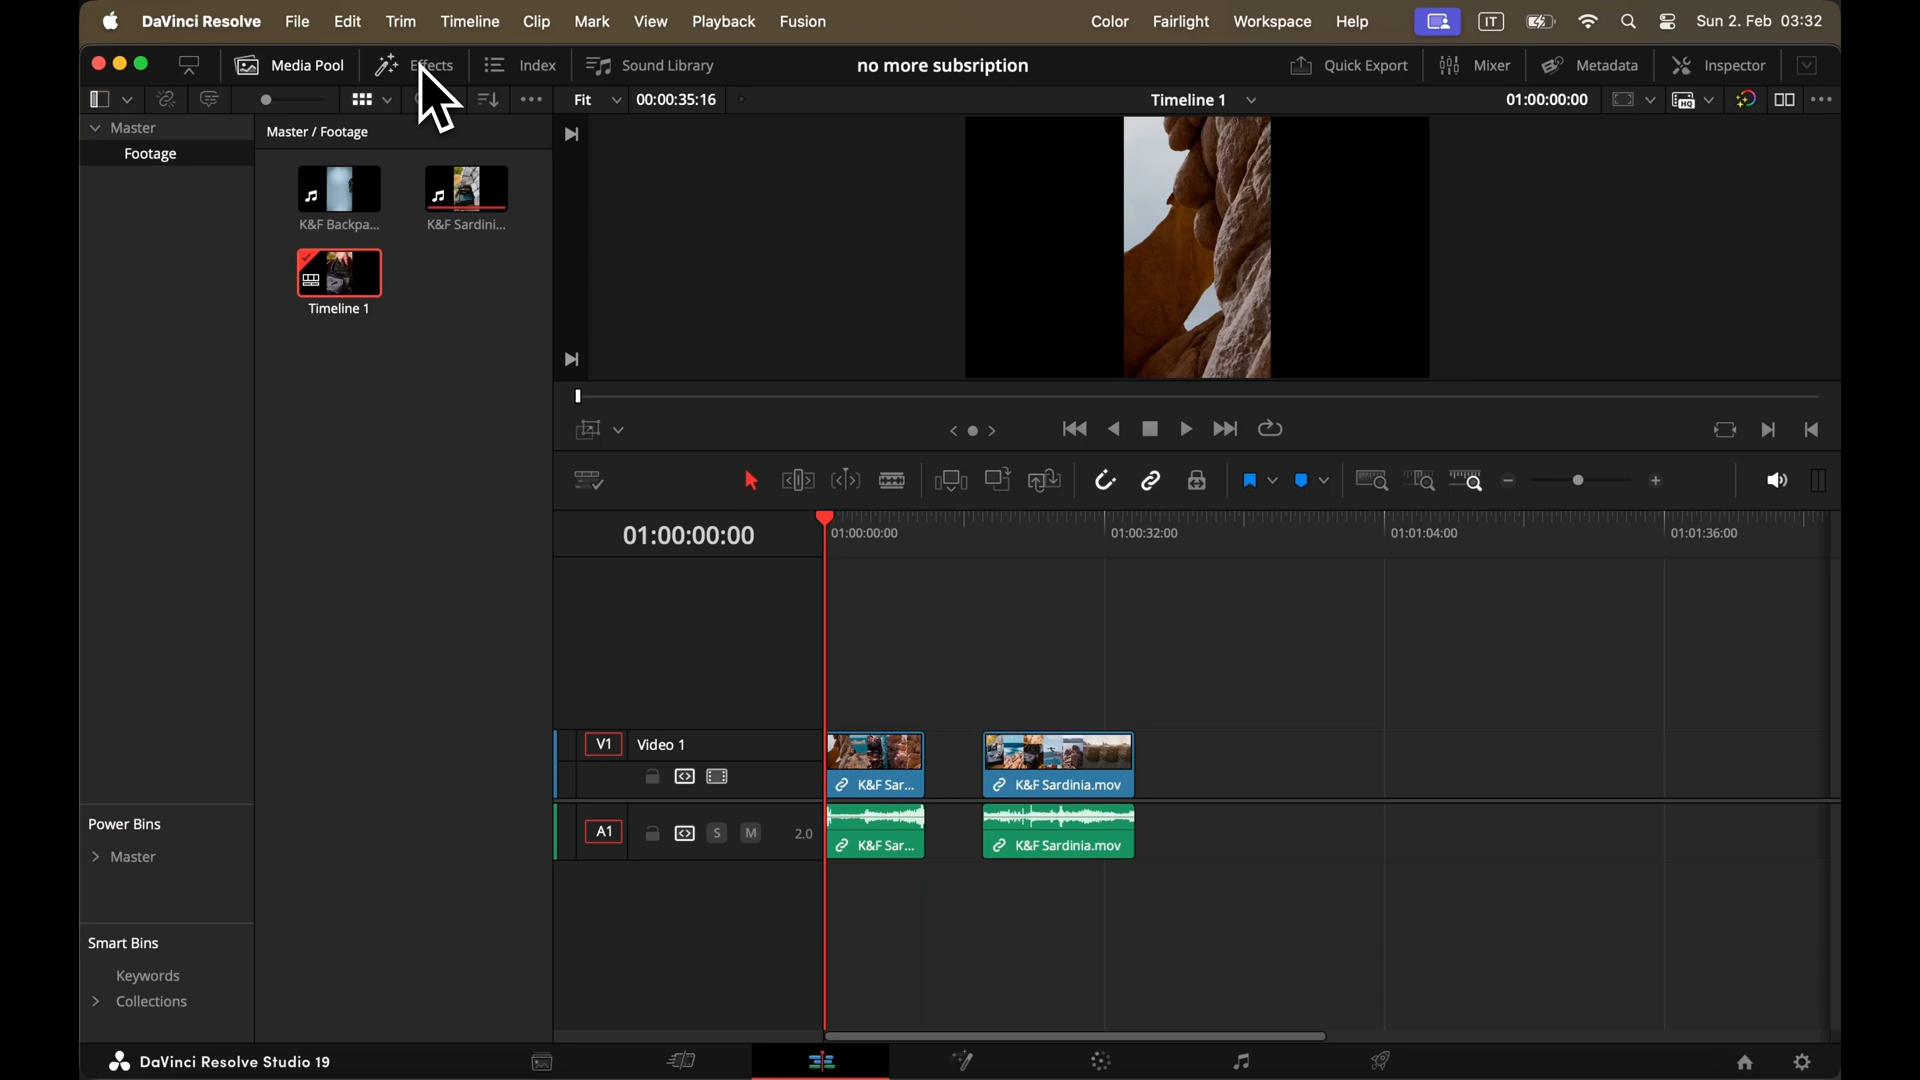 DaVinci Resolve File Edit Trim Timeline Clip Mark View Playback Fusion Color Fairlight Workspace Help IT Sun 2. Feb 03:32
Media Pool Effects Index Sound Library no more subsription Quick Export Mixer Metadata Inspector
Fit 00:00:35:16 Timeline 1 01:00:00:00 HQ
Master
Master / Footage
Footage
K&F Backpa...
K&F Sardini...
Timeline 1
01:00:00:00
01:00:00:00 01:00:32:00 01:01:04:00 01:01:36:00
V1 Video 1
K&F Sar...
K&F Sardinia.mov
A1 S M 2.0
K&F Sar...
K&F Sardinia.mov
Power Bins
Master
Smart Bins
Keywords
Collections
DaVinci Resolve Studio 19